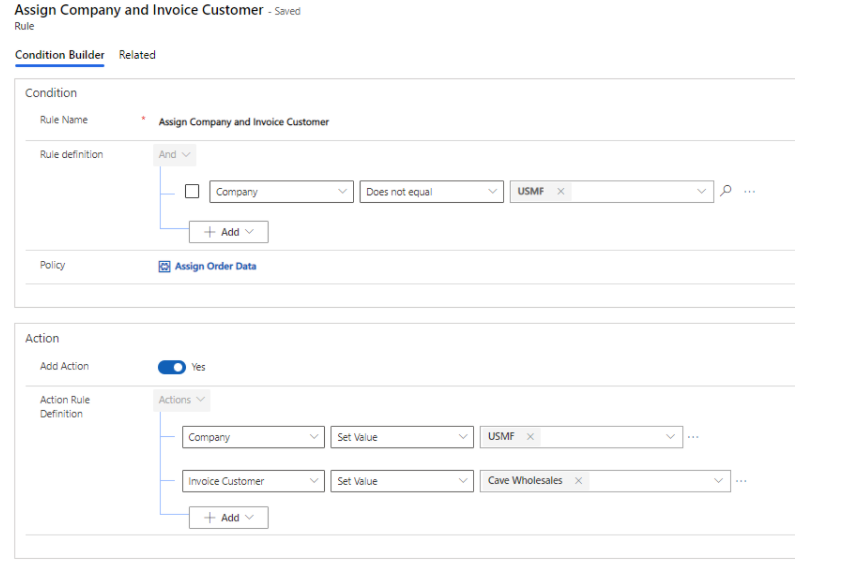 Assign Company and Invoice Customer - Saved
Rule
Condition Builder Related
Condition
Rule Name * Assign Company and Invoice Customer
Rule definition And
Company Does not equal USMF ×
+ Add
Policy Assign Order Data
Action
Add Action Yes
Action Rule Actions
Definition
Company Set Value USMF ×
Invoice Customer Set Value Cave Wholesales ×
+ Add